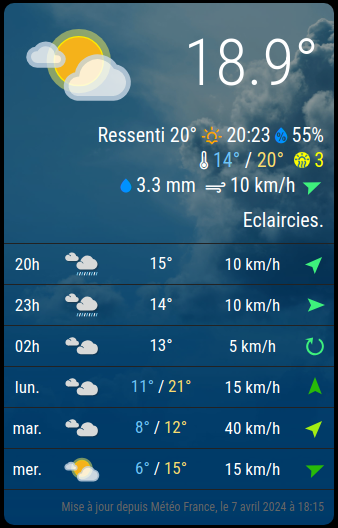 18.9°
Ressenti 20° 20:23 55%
14° / 20° 3
3.3 mm 10 km/h
Eclaircies.
20h 15° 10 km/h
23h 14° 10 km/h
02h 13° 5 km/h
lun. 11° / 21° 15 km/h
mar. 8° / 12° 40 km/h
mer. 6° / 15° 15 km/h
Mise à jour depuis Météo France, le 7 avril 2024 à 18:15